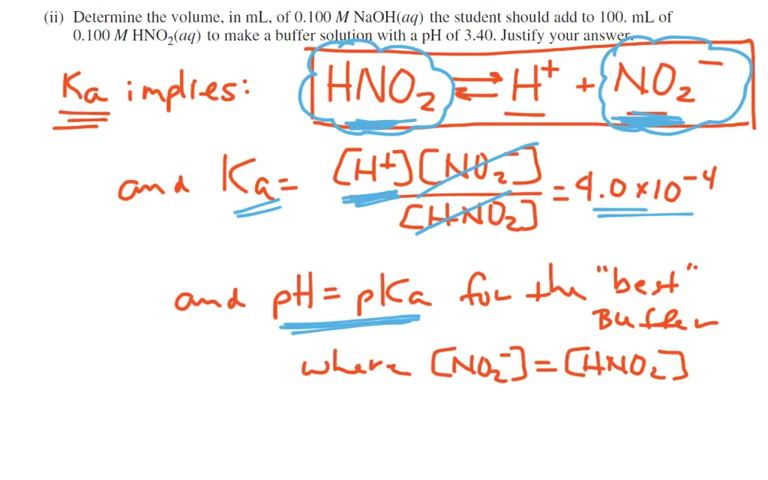 (ii) Determine the volume, in mL, of 0.100 M NaOH(aq) the student should add to 100. mL of
0.100 M HNO₂(aq) to make a buffer solution with a pH of 3.40. Justify your answer.
Ka implies: HNO₂ ⇌ H⁺ + NO₂⁻
and Ka = [H+][NO₂⁻] / [HNO₂] = 4.0 x 10⁻⁴
and pH = pKa for the "best"
Buffer
where [NO₂⁻] = [HNO₂]